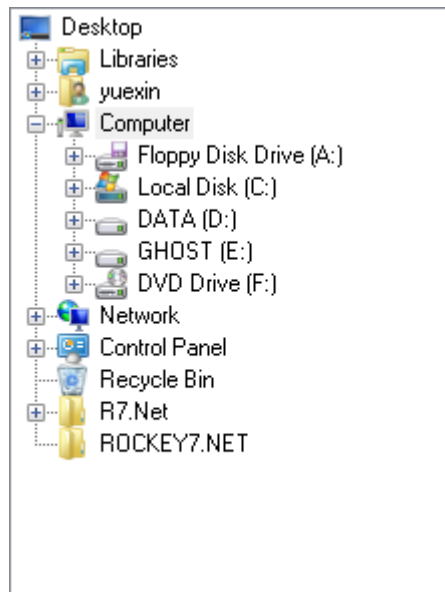 Desktop
Libraries
yuexin
Computer
Floppy Disk Drive (A:)
Local Disk (C:)
DATA (D:)
GHOST (E:)
DVD Drive (F:)
Network
Control Panel
Recycle Bin
R7.Net
ROCKEY7.NET